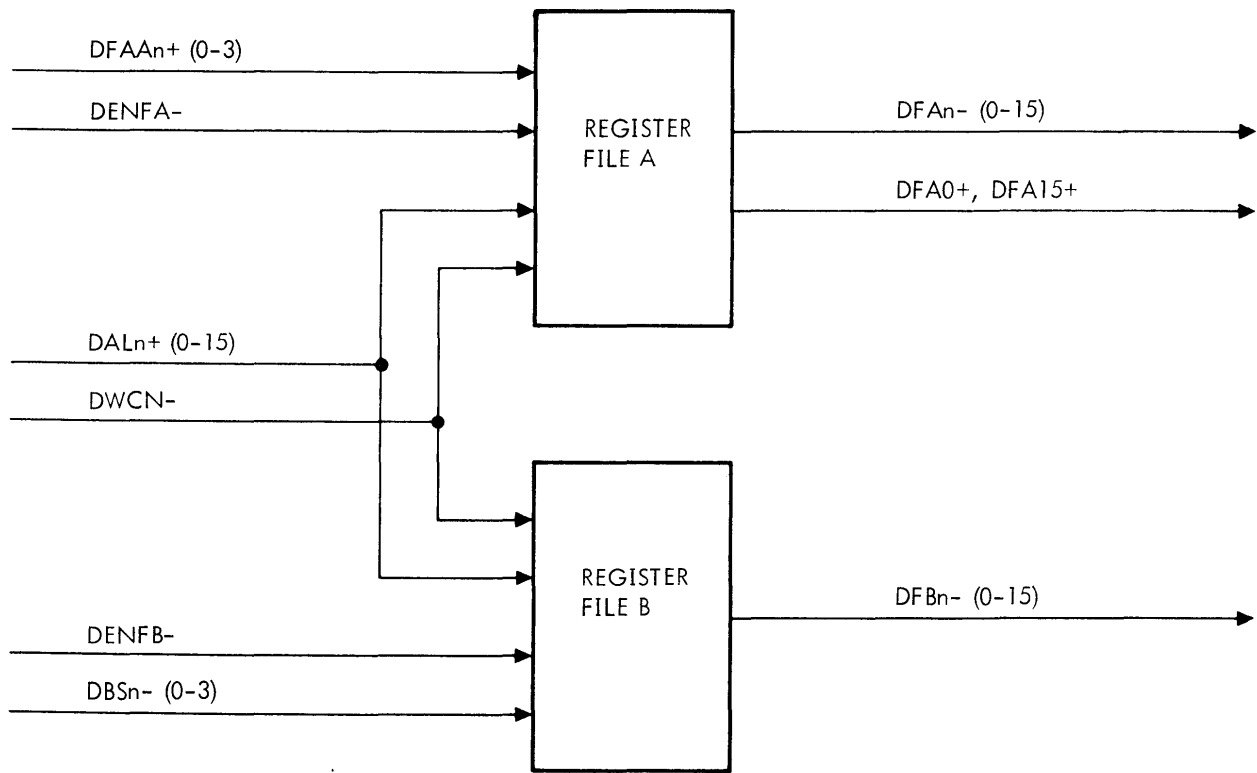 DFAAn+ (0-3)
DENFA-
REGISTER
FILE A
DFAn- (0-15)
DFA0+, DFA15+
DALn+ (0-15)
DWCN-
REGISTER
FILE B
DFBn- (0-15)
DENFB-
DBSn- (0-3)